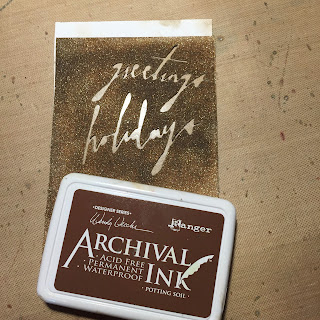 greetings
holidays
• DESIGNER SERIES •
Wendy Vecchi
Ranger
ARCHIVAL INK
ACID FREE
PERMANENT
WATERPROOF
• POTTING SOIL •